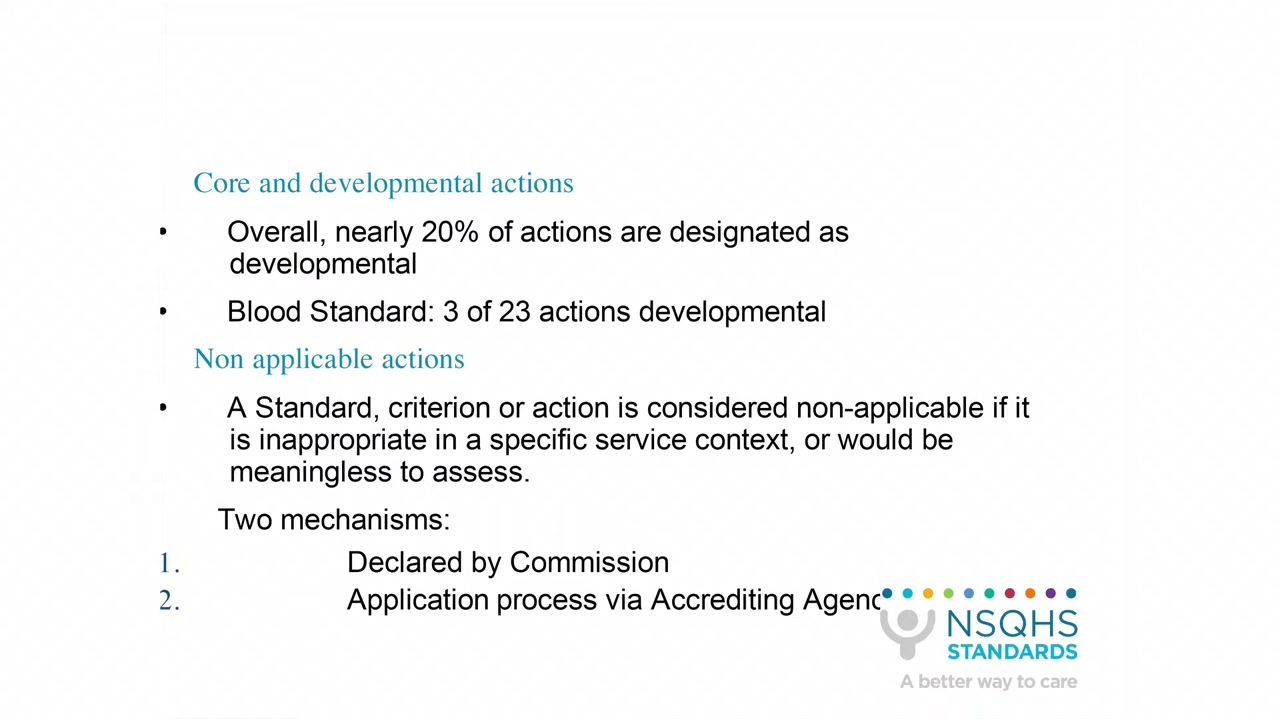 Core and developmental actions
• Overall, nearly 20% of actions are designated as
developmental
• Blood Standard: 3 of 23 actions developmental
Non applicable actions
• A Standard, criterion or action is considered non-applicable if it
is inappropriate in a specific service context, or would be
meaningless to assess.
Two mechanisms:
1. Declared by Commission
2. Application process via Accrediting Agenc
NSQHS
STANDARDS
A better way to care